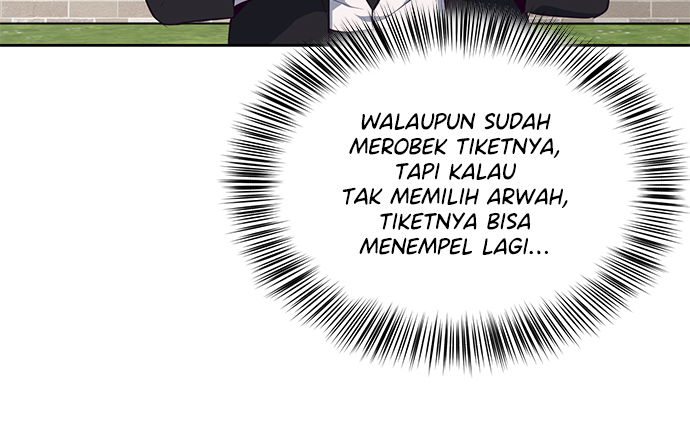 WALAUPUN SUDAH
MEROBEK TIKETNYA,
TAPI KALAU
TAK MEMILIH ARWAH,
TIKETNYA BISA
MENEMPEL LAGI...